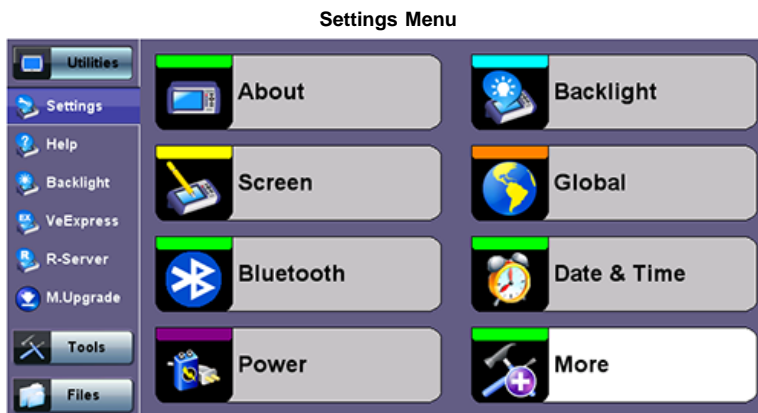 Settings Menu
Utilities
Settings
Help
Backlight
EX
VeExpress
R
R-Server
M.Upgrade
Tools
Files
About
Backlight
Screen
Global
Bluetooth
Date & Time
Power
More